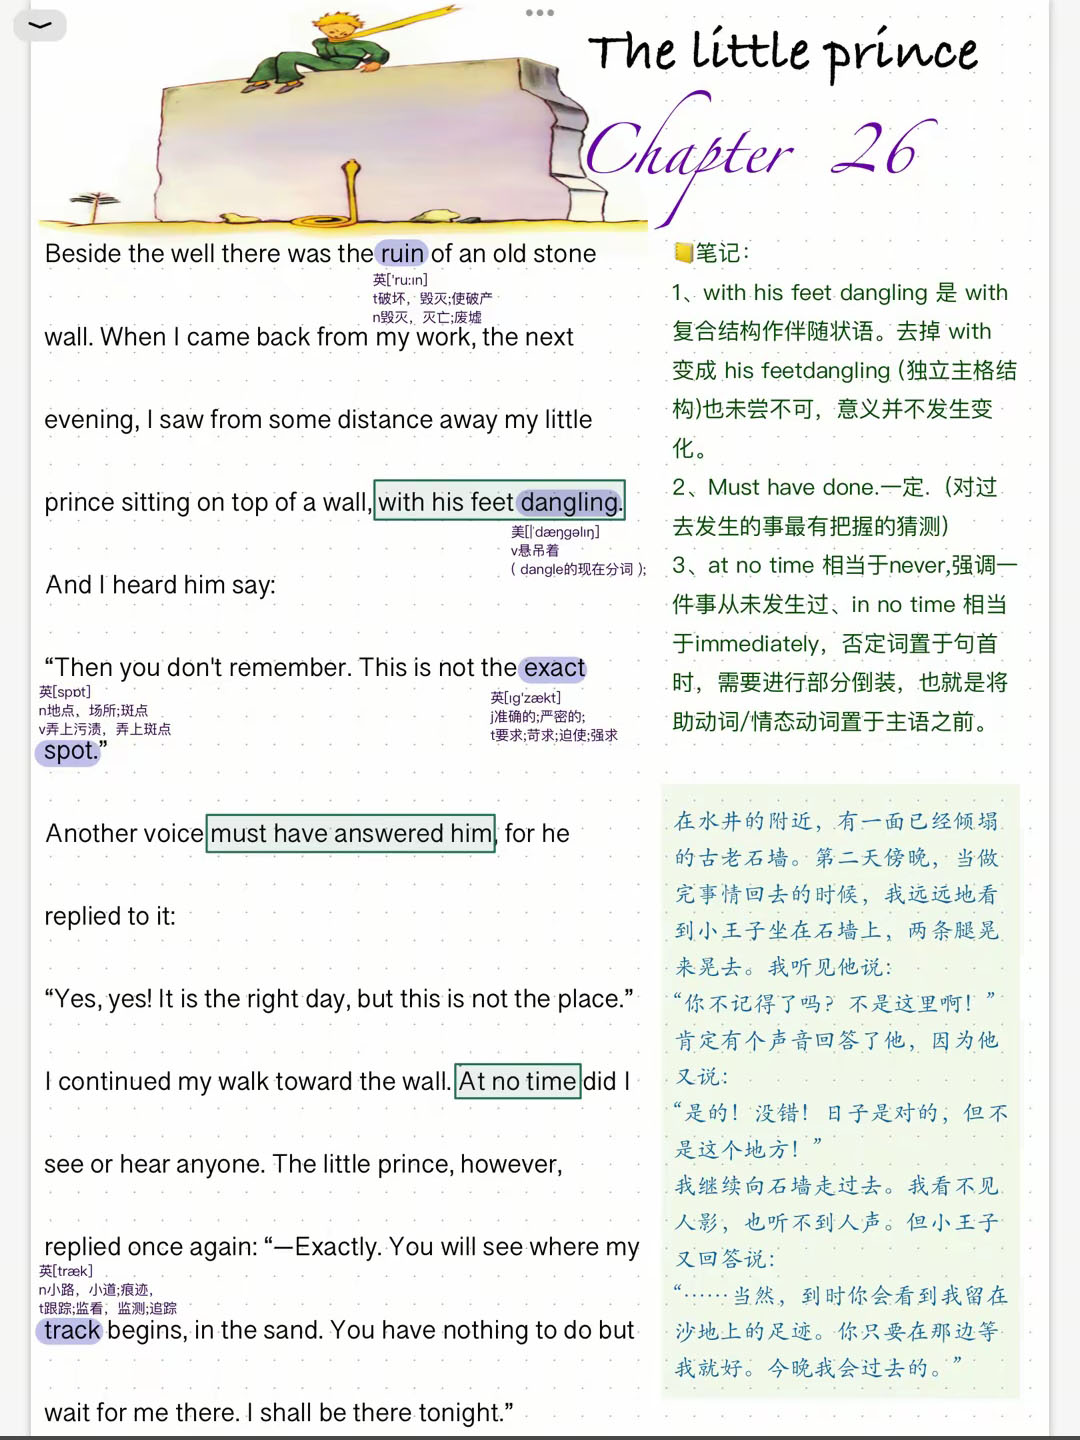 The little prince
Chapter 26
Beside the well there was the ruin of an old stone
英['ru:ɪn]
t破坏，毁灭;使破产
n毁灭，灭亡;废墟
wall. When I came back from my work, the next
evening, I saw from some distance away my little
prince sitting on top of a wall, with his feet dangling.
美[ˈdæŋgəlɪŋ]
v悬吊着
( dangle的现在分词 );
And I heard him say:
“Then you don't remember. This is not the exact
英[spɒt]
n地点，场所;斑点
v弄上污渍，弄上斑点
英[ɪg'zækt]
j准确的;严密的;
t要求;苛求;迫使;强求
spot.”
Another voice must have answered him, for he
replied to it:
“Yes, yes! It is the right day, but this is not the place.”
I continued my walk toward the wall. At no time did I
see or hear anyone. The little prince, however,
replied once again: “—Exactly. You will see where my
英[træk]
n小路，小道;痕迹，
t跟踪;监看，监测;追踪
track begins, in the sand. You have nothing to do but
wait for me there. I shall be there tonight.”
📒笔记：
1、with his feet dangling 是 with
复合结构作伴随状语。去掉 with
变成 his feetdangling (独立主格结
构)也未尝不可，意义并不发生变
化。
2、Must have done.一定.（对过
去发生的事最有把握的猜测）
3、at no time 相当于never,强调一
件事从未发生过、in no time 相当
于immediately，否定词置于句首
时，需要进行部分倒装，也就是将
助动词/情态动词置于主语之前。
在水井的附近，有一面已经倾塌
的古老石墙。第二天傍晚，当做
完事情回去的时候，我远远地看
到小王子坐在石墙上，两条腿晃
来晃去。我听见他说：
“你不记得了吗？不是这里啊！”
肯定有个声音回答了他，因为他
又说：
“是的！没错！日子是对的，但不
是这个地方！”
我继续向石墙走过去。我看不见
人影，也听不到人声。但小王子
又回答说：
“……当然，到时你会看到我留在
沙地上的足迹。你只要在那边等
我就好。今晚我会过去的。”